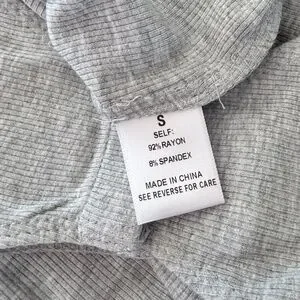 S
SELF:
92% RAYON
8% SPANDEX
MADE IN CHINA
SEE REVERSE FOR CARE